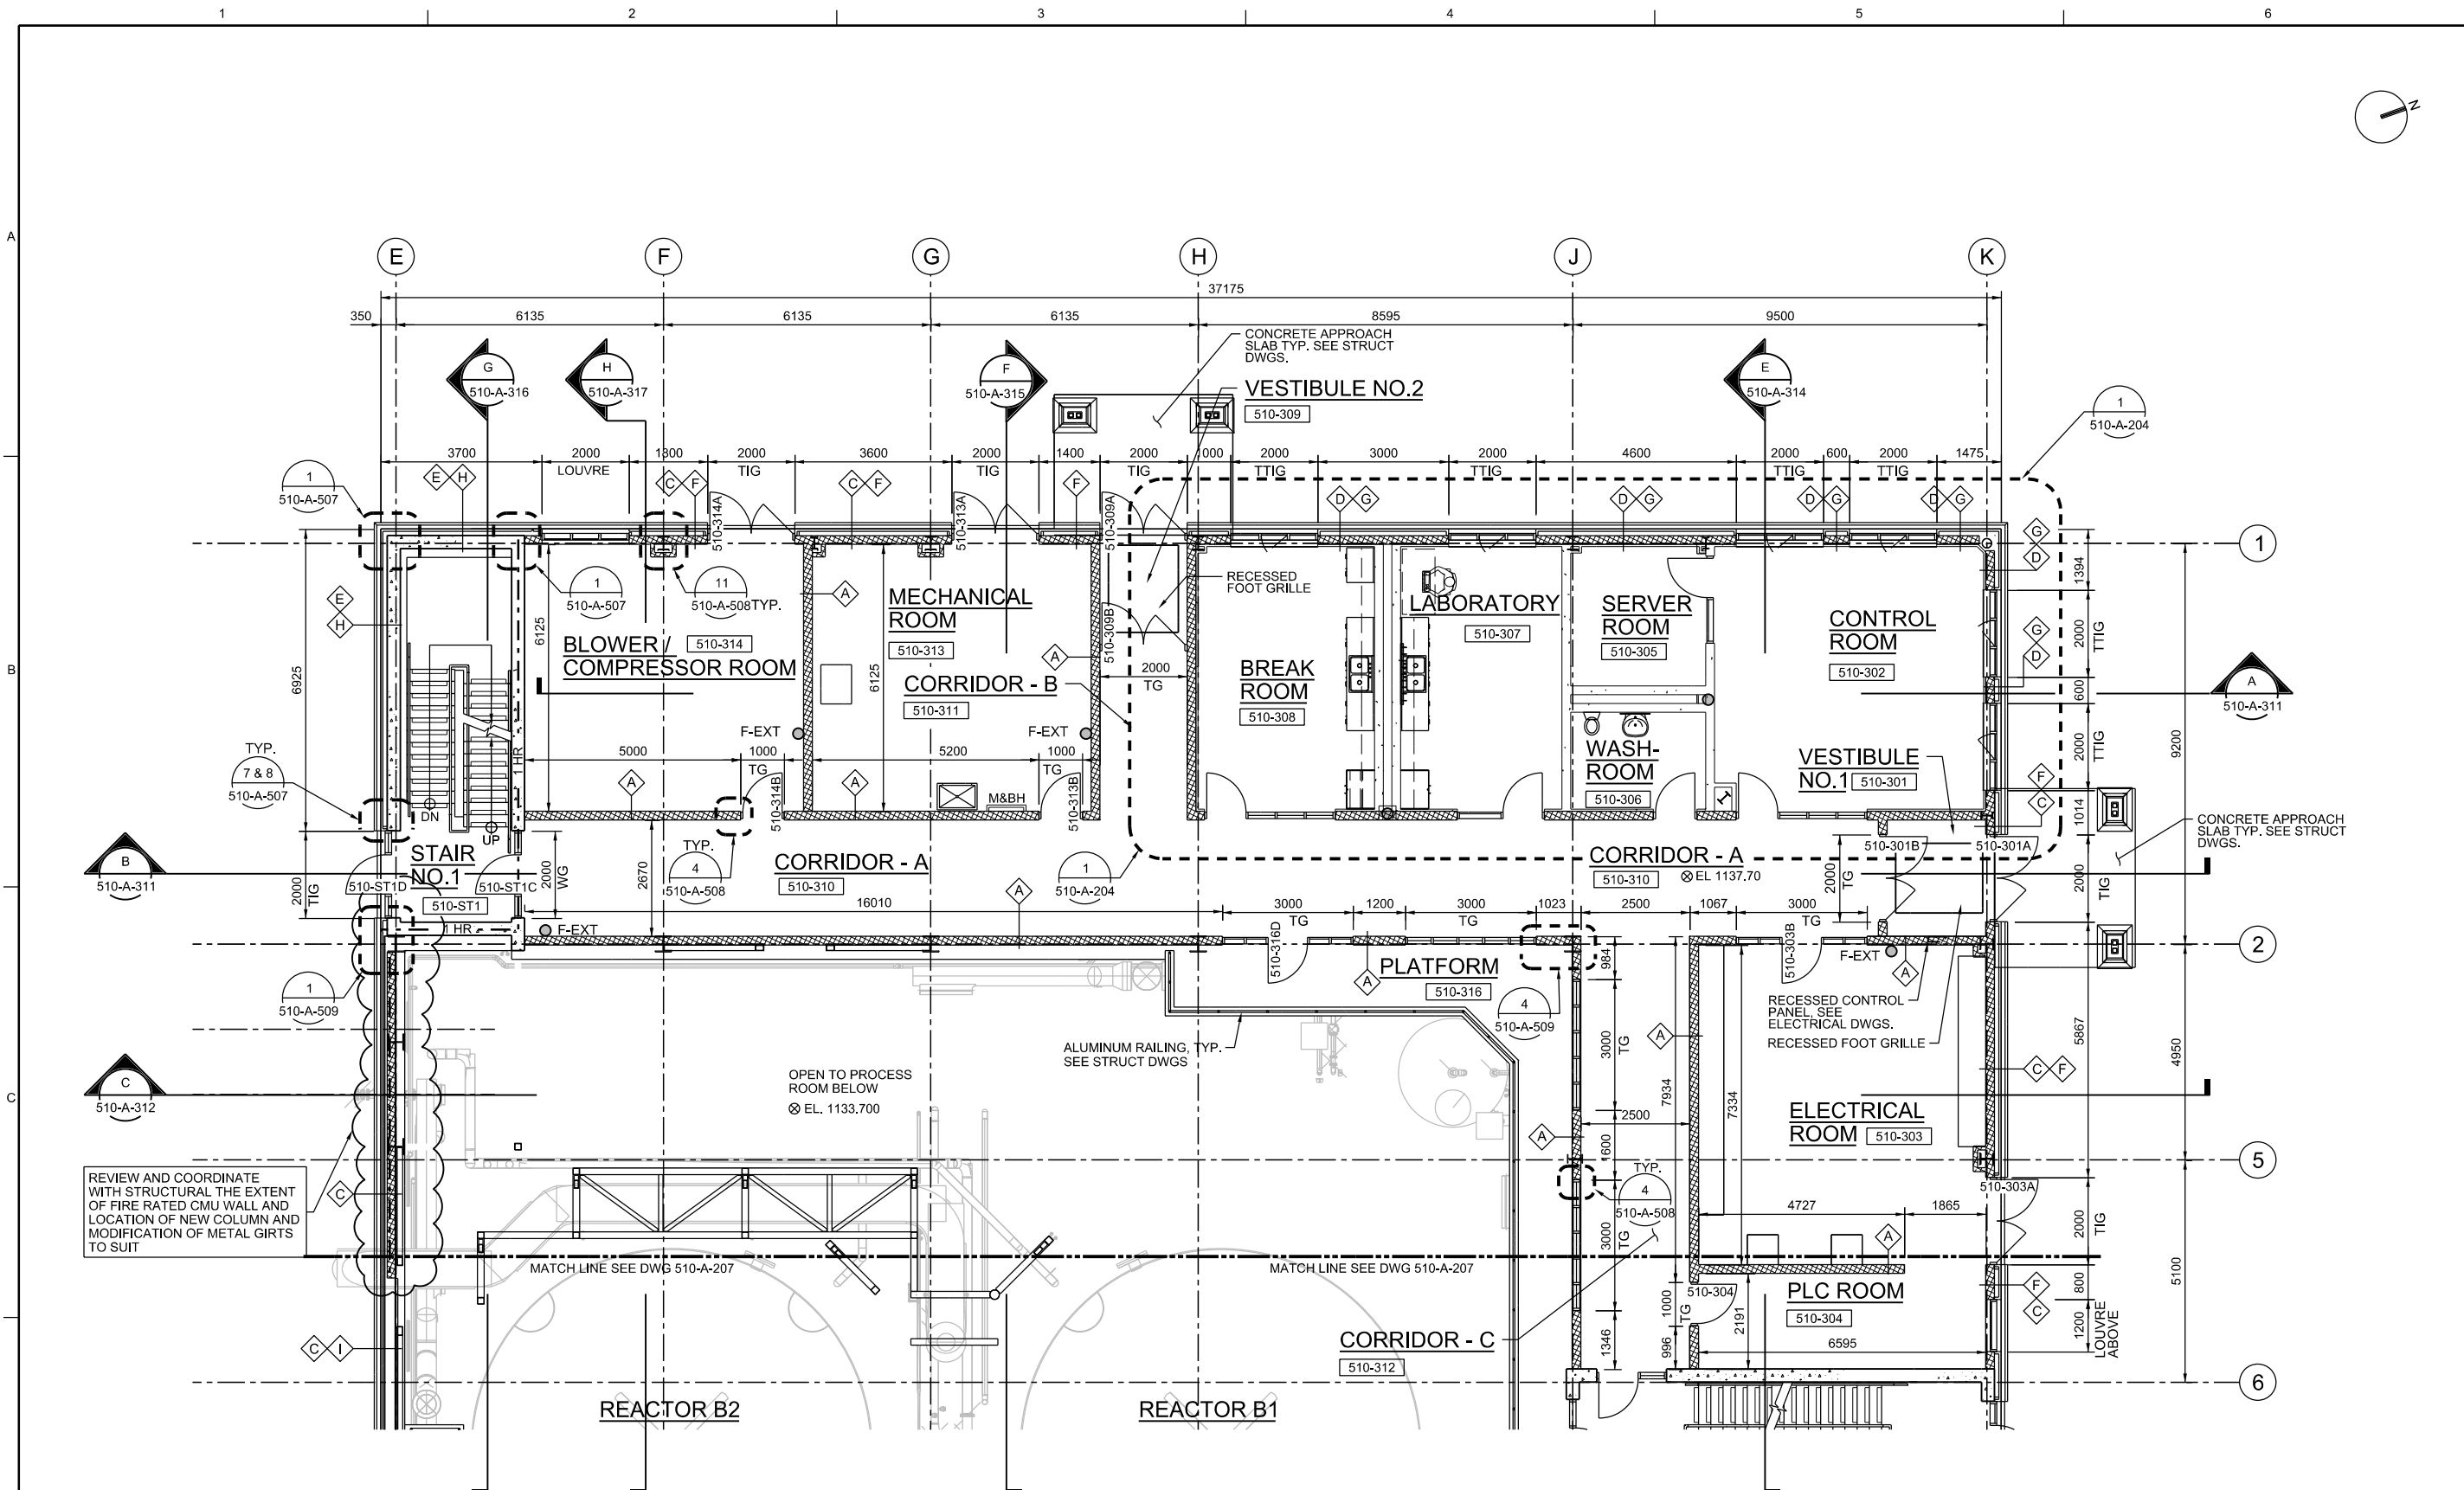 1
2
3
4
5
6
A
B
C
N
E
F
G
H
J
K
37175
350
6135
6135
6135
8595
9500
CONCRETE APPROACH
SLAB TYP. SEE STRUCT
DWGS.
G
510-A-316
H
510-A-317
F
510-A-315
E
510-A-314
VESTIBULE NO.2
510-309
1
510-A-204
3700
2000
LOUVRE
1300
2000
TIG
3600
2000
TIG
1400
2000
TIG
1000
2000
TTIG
3000
2000
TTIG
4600
2000
TTIG
600
2000
TTIG
1475
1
510-A-507
E
H
C
F
C
F
F
D
G
D
G
D
G
D
G
510-314A
510-313A
510-309A
G
D
1
1394
1
510-A-507
11
510-A-508
TYP.
A
MECHANICAL
ROOM
510-313
RECESSED
FOOT GRILLE
LABORATORY
510-307
SERVER
ROOM
510-305
CONTROL
ROOM
510-302
E
H
6925
6125
BLOWER /
COMPRESSOR ROOM
510-314
6125
CORRIDOR - B
510-311
A
510-309B
2000
TG
BREAK
ROOM
510-308
G
D
2000
TTIG
600
A
510-A-311
1 HR
F-EXT
F-EXT
5000
1000
TG
5200
1000
TG
WASH-
ROOM
510-306
VESTIBULE
NO.1
510-301
2000
TTIG
9200
TYP.
7 & 8
510-A-507
A
510-314B
A
M&BH
510-313B
F
C
1014
DN
UP
CONCRETE APPROACH
SLAB TYP. SEE STRUCT
DWGS.
B
510-A-311
STAIR
NO.1
510-ST1D
510-ST1C
510-ST1
2000
TIG
2000
WG
2670
TYP.
4
510-A-508
CORRIDOR - A
510-310
1
510-A-204
CORRIDOR - A
510-310
EL 1137.70
510-301B
510-301A
2000
TG
2000
TIG
A
16010
3000
TG
1200
3000
TG
1023
2500
1067
3000
TG
1 HR
F-EXT
510-316D
A
PLATFORM
510-316
984
510-303B
F-EXT
A
2
1
510-A-509
4
510-A-509
RECESSED CONTROL
PANEL, SEE
ELECTRICAL DWGS.
RECESSED FOOT GRILLE
ALUMINUM RAILING, TYP.
SEE STRUCT DWGS
3000
TG
A
5867
4950
C
510-A-312
OPEN TO PROCESS
ROOM BELOW
EL. 1133.700
7934
7334
C
F
2500
ELECTRICAL
ROOM
510-303
A
1600
5
REVIEW AND COORDINATE
WITH STRUCTURAL THE EXTENT
OF FIRE RATED CMU WALL AND
LOCATION OF NEW COLUMN AND
MODIFICATION OF METAL GIRTS
TO SUIT
C
TYP.
4
510-A-508
3000
TG
4727
1865
510-303A
2000
TIG
A
MATCH LINE SEE DWG 510-A-207
MATCH LINE SEE DWG 510-A-207
5100
510-304
PLC ROOM
510-304
F
C
800
1000
TG
2191
CORRIDOR - C
510-312
1346
996
6595
1200
LOUVRE
ABOVE
C
I
6
REACTOR B2
REACTOR B1